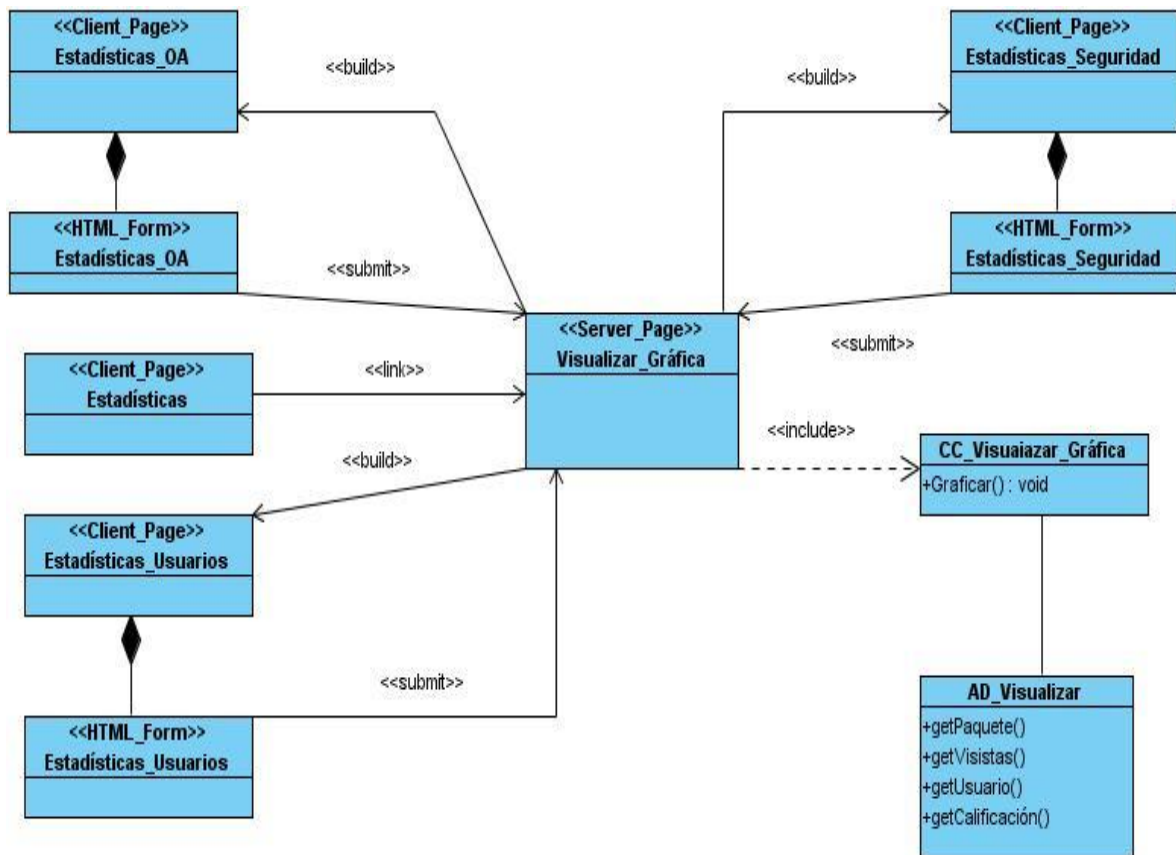 <<Client_Page>>
Estadísticas_OA
<<build>>
<<Client_Page>>
Estadísticas_Seguridad
<<build>>
<<HTML_Form>>
Estadísticas_OA
<<submit>>
<<HTML_Form>>
Estadísticas_Seguridad
<<submit>>
<<Server_Page>>
Visualizar_Gráfica
<<Client_Page>>
Estadísticas
<<link>>
<<include>>
CC_Visuaiazar_Gráfica
+Graficar() : void
<<build>>
<<Client_Page>>
Estadísticas_Usuarios
<<submit>>
<<HTML_Form>>
Estadísticas_Usuarios
AD_Visualizar
+getPaquete()
+getVisistas()
+getUsuario()
+getCalificación()